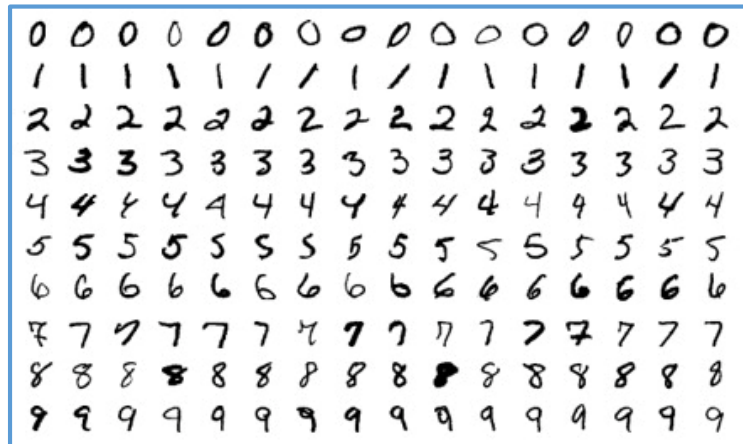 0 0 0 0 0 0 0 0 0 0 0 0 0 0 0 0
1 1 1 1 1 1 1 1 1 1 1 1 1 1 1 1
2 2 2 2 2 2 2 2 2 2 2 2 2 2 2 2
3 3 3 3 3 3 3 3 3 3 3 3 3 3 3 3
4 4 4 4 4 4 4 4 4 4 4 4 4 4 4 4
5 5 5 5 5 5 5 5 5 5 5 5 5 5 5 5
6 6 6 6 6 6 6 6 6 6 6 6 6 6 6 6
7 7 7 7 7 7 7 7 7 7 7 7 7 7 7 7
8 8 8 8 8 8 8 8 8 8 8 8 8 8 8 8
9 9 9 9 9 9 9 9 9 9 9 9 9 9 9 9